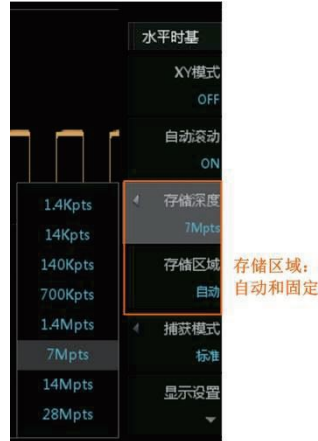 水平时基
XY模式
OFF
自动滚动
ON
存储深度
7Mpts
存储区域
自动
捕获模式
标准
显示设置
1.4Kpts
14Kpts
140Kpts
700Kpts
1.4Mpts
7Mpts
14Mpts
28Mpts
存储区域：
自动和固定